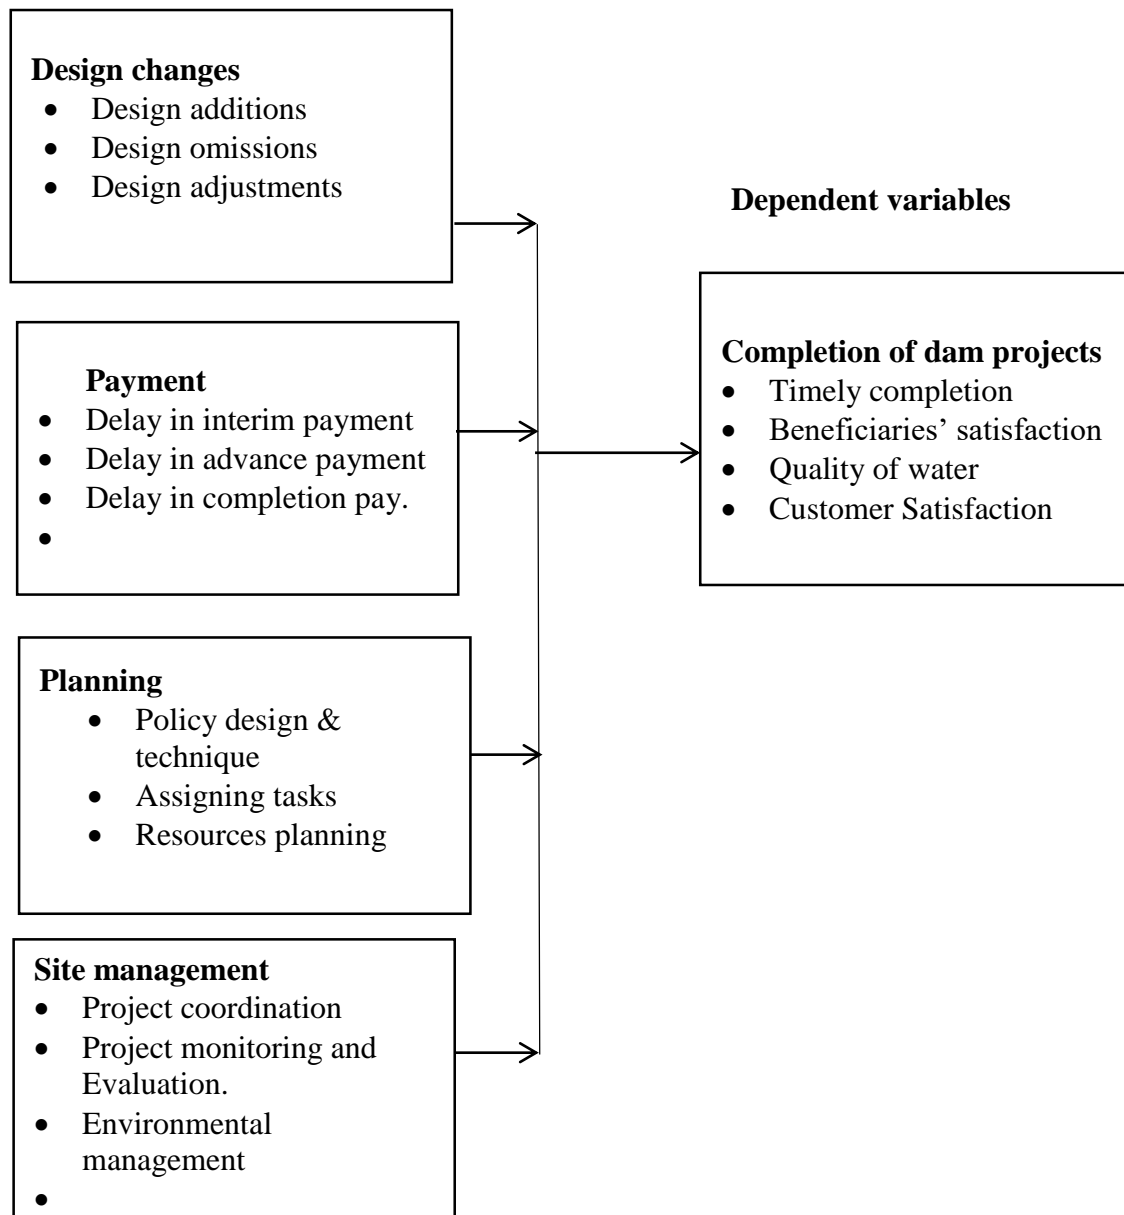 Design changes
• Design additions
• Design omissions
• Design adjustments
Dependent variables
Payment
• Delay in interim payment
• Delay in advance payment
• Delay in completion pay.
•
Completion of dam projects
• Timely completion
• Beneficiaries’ satisfaction
• Quality of water
• Customer Satisfaction
Planning
• Policy design &
technique
• Assigning tasks
• Resources planning
Site management
• Project coordination
• Project monitoring and
Evaluation.
• Environmental
management
•